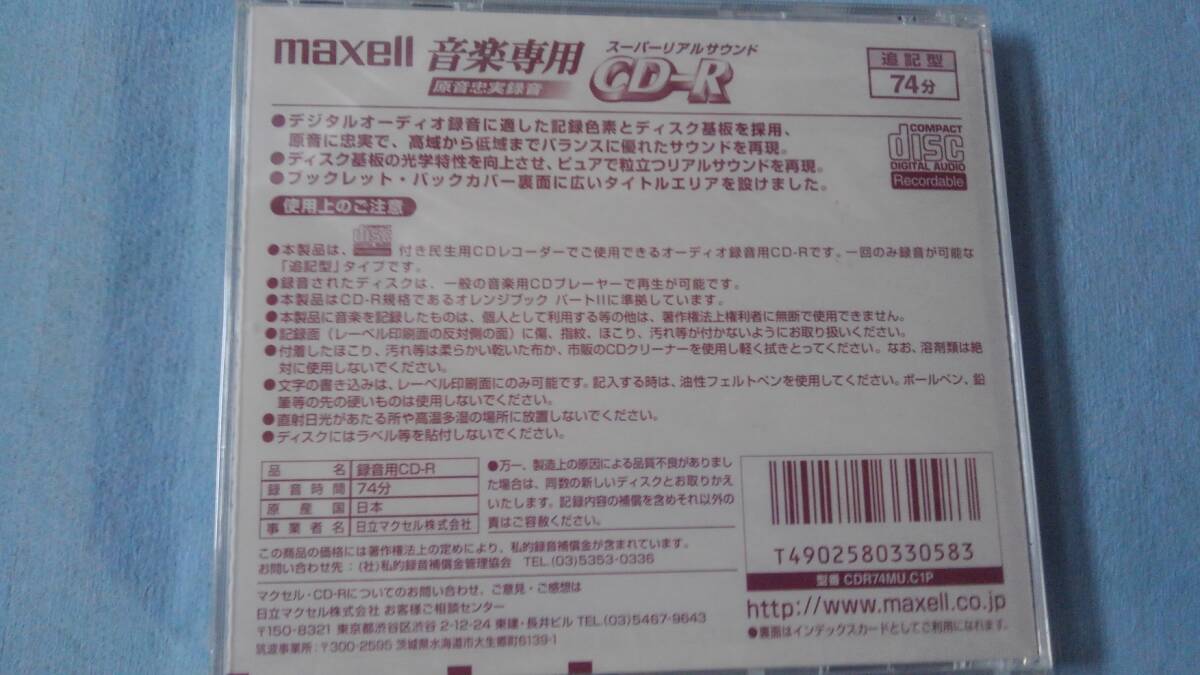 maxell 音楽専用 スーパーリアルサウンド
原音忠実録音 CD-R
追記型
74分
●デジタルオーディオ録音に適した記録色素とディスク基板を採用、
原音に忠実で、高域から低域までバランスに優れたサウンドを再現。
●ディスク基板の光学特性を向上させ、ピュアで粒立つリアルサウンドを再現。
●ブックレット・バックカバー裏面に広いタイトルエリアを設けました。
COMPACT
disc
DIGITAL AUDIO
Recordable
使用上のご注意
●本製品は、disc付き民生用CDレコーダーでご使用できるオーディオ録音用CD-Rです。一回のみ録音が可能な
「追記型」タイプです。
●録音されたディスクは、一般の音楽用CDプレーヤーで再生が可能です。
●本製品はCD-R規格であるオレンジブック パートIIに準拠しています。
●本製品に音楽を記録したものは、個人として利用する等の他は、著作権法上権利者に無断で使用できません。
●記録面（レーベル印刷面の反対側の面）に傷、指紋、ほこり、汚れ等が付かないようにお取り扱いください。
●付着したほこり、汚れ等は柔らかい乾いた布か、市販のCDクリーナーを使用し軽く拭きとってください。なお、溶剤類は絶
対に使用しないでください。
●文字の書き込みは、レーベル印刷面にのみ可能です。記入する時は、油性フェルトペンを使用してください。ボールペン、鉛
筆等の先の硬いものは使用しないでください。
●直射日光があたる所や高温多湿の場所に放置しないでください。
●ディスクにはラベル等を貼付しないでください。
品名 録音用CD-R
録音時間 74分
原産国 日本
事業者名 日立マクセル株式会社
●万一、製造上の原因による品質不良がありまし
た場合は、同数の新しいディスクとお取りかえ
いたします。記録内容の補償を含めそれ以外の
責はご容赦ください。
この商品の価格には著作権法上の定めにより、私的録音補償金が含まれています。
お問い合わせ先：（社）私的録音補償金管理協会 TEL(03)5353-0336
マクセル・CD-Rについてのお問い合わせ、ご意見・ご感想は
日立マクセル株式会社 お客様ご相談センター
〒150-8321 東京都渋谷区渋谷 2-12-24 東建・長井ビル TEL(03)5467-9643
筑波事業所：〒300-2595 茨城県水海道市大生郷町6139-1
T4902580330583
型番 CDR74MU.C1P
http://www.maxell.co.jp
●裏面はインデックスカードとしてご利用になれます。